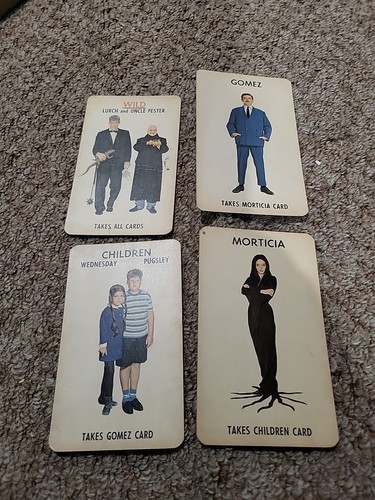 WILD
LURCH and UNCLE FESTER
TAKES ALL CARDS
GOMEZ
TAKES MORTICIA CARD
CHILDREN
WEDNESDAY PUGSLEY
TAKES GOMEZ CARD
MORTICIA
TAKES CHILDREN CARD